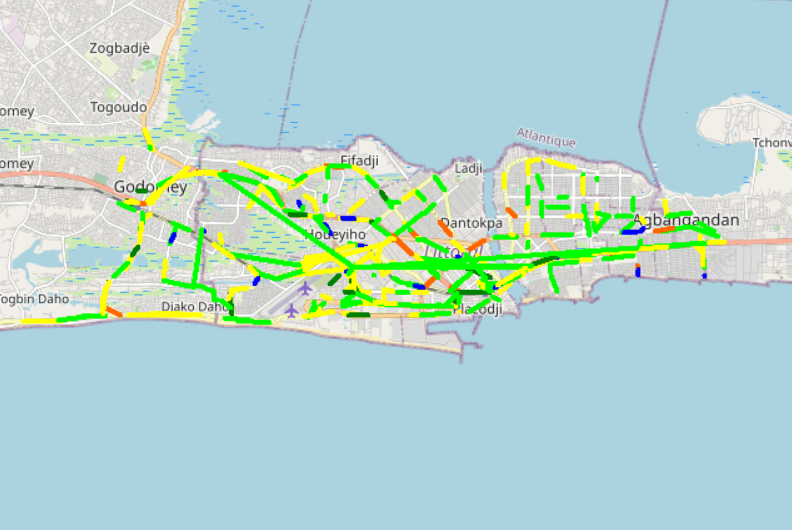 Zogbadjè
Togoudo
omey
omey
Godomey
Fifadji
Ladji
Atlantique
Tchonv
Dantokpa
Agbangandan
Houeyiho
Togbin Daho
Diako Daho
Placodji